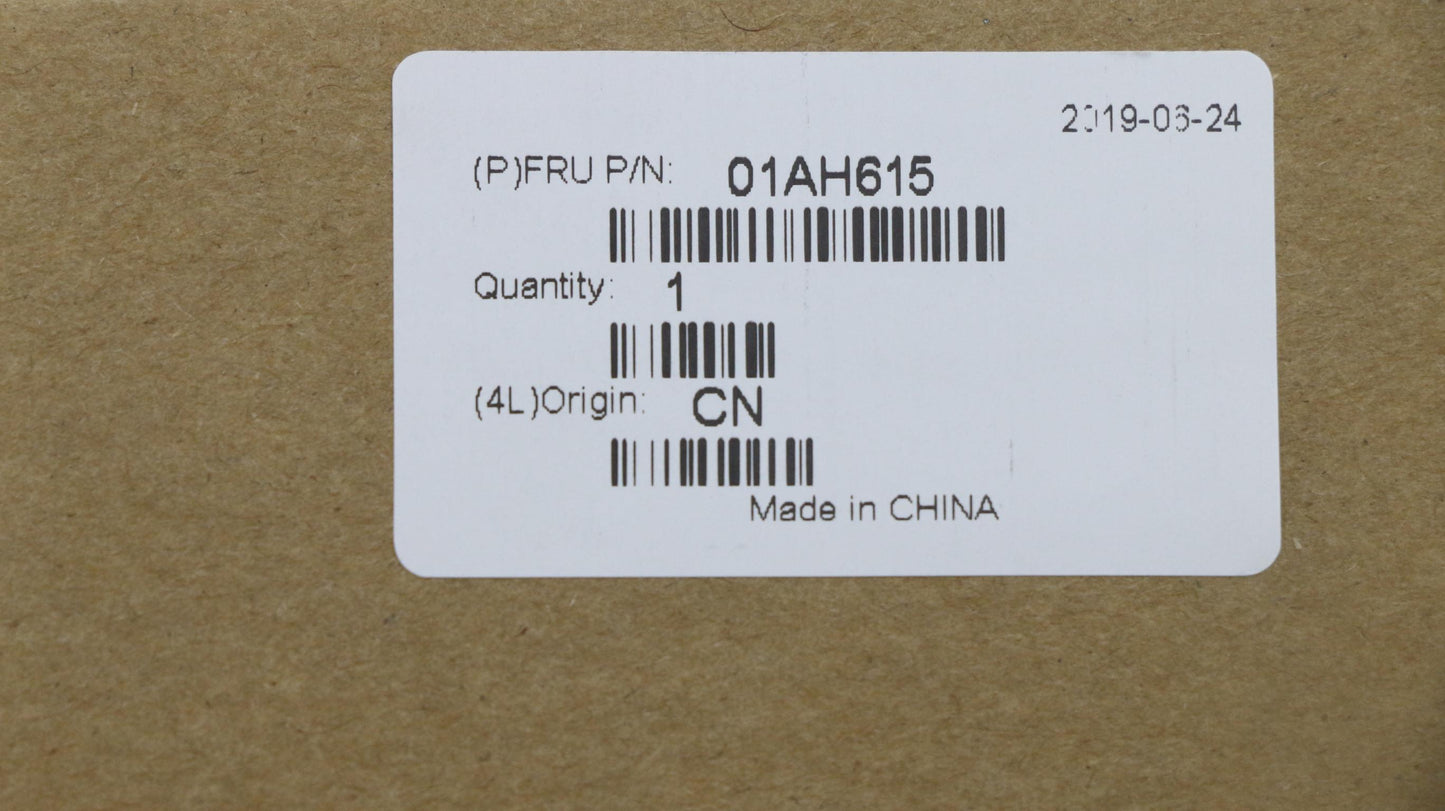 2019-06-24
(P)FRU P/N: 01AH615
Quantity: 1
(4L)Origin: CN
Made in CHINA